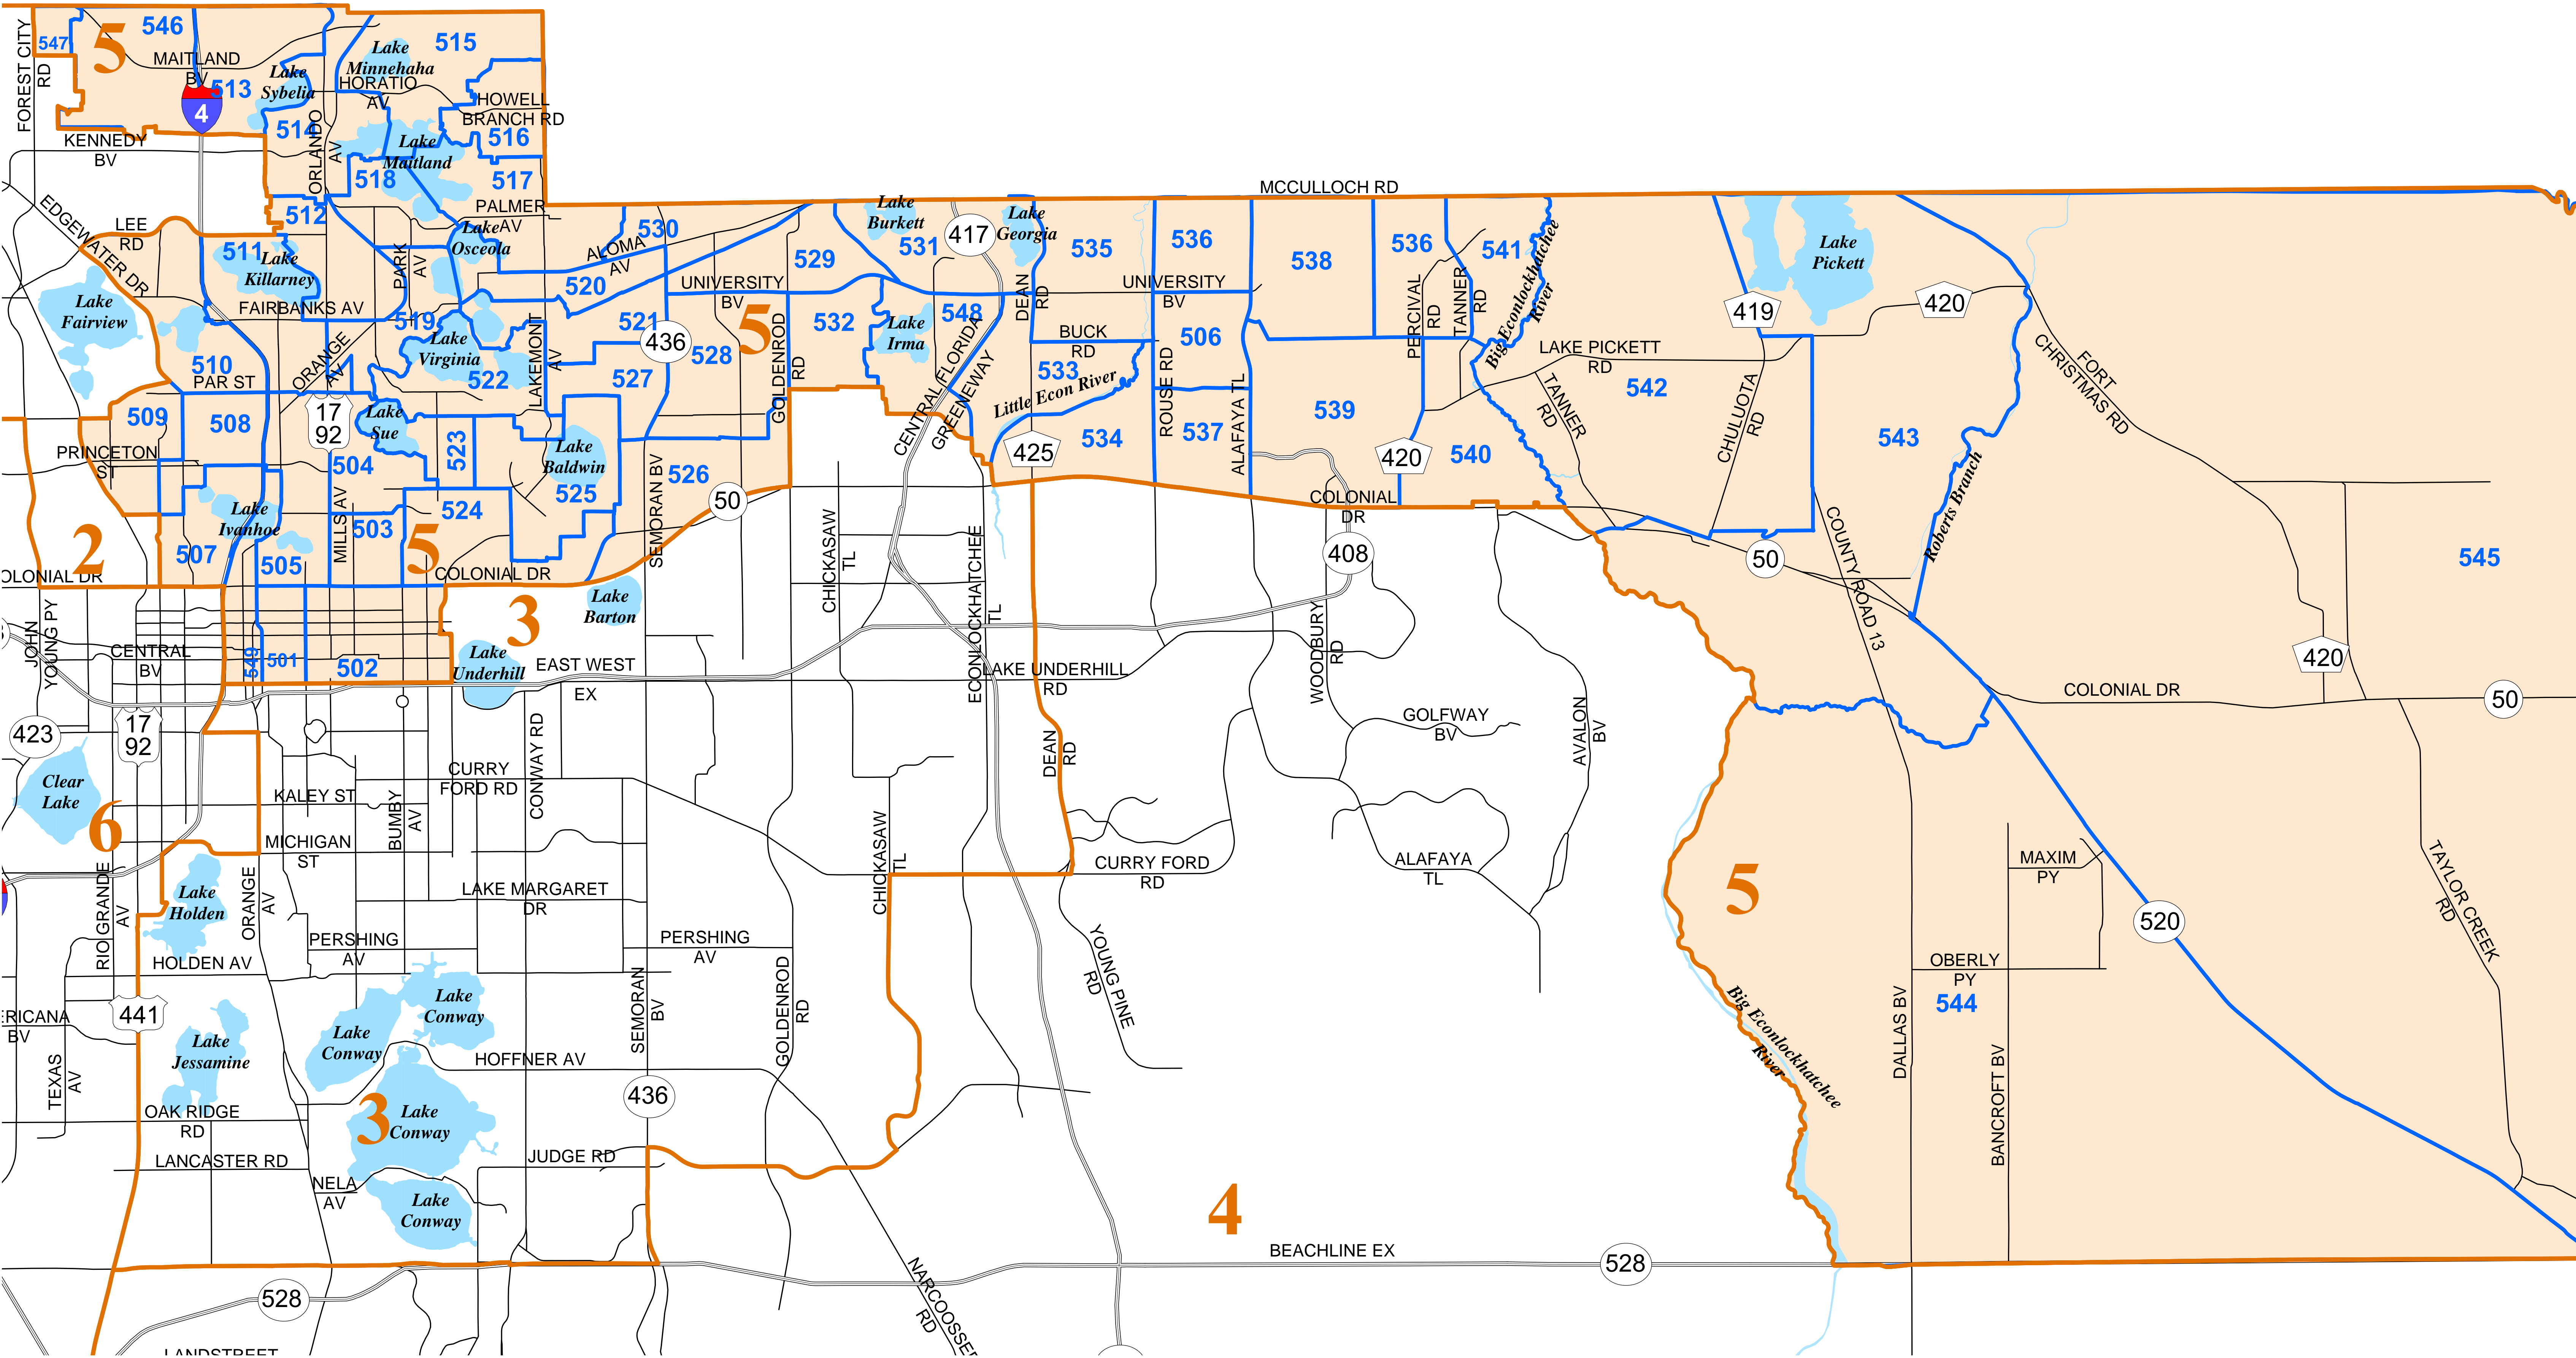 546
547
5
515
FOREST CITY
RD
MAITLAND
BV
513
4
Lake
Sybelia
Lake
Minnehaha
HORATIO
AV
HOWELL
BRANCH RD
516
514
ORLANDO
AV
KENNEDY
BV
Lake
Maitland
518
517
512
PALMER
AV
EDGEWATER DR
LEE
RD
511
Lake
Killarney
PARK
AV
Lake
Osceola
530
ALOMA
AV
529
Lake
Burkett
531
417
Lake
Georgia
535
536
MCCULLOCH RD
538
536
541
Big Econlockhatchee
River
Lake
Pickett
419
420
Lake
Fairview
FAIRBANKS AV
519
520
521
436
UNIVERSITY
BV
5
GOLDENROD
RD
532
Lake
Irma
548
DEAN
RD
UNIVERSITY
BV
BUCK
RD
506
PERCIVAL
RD
TANNER
RD
LAKE PICKETT
RD
542
FORT
CHRISTMAS RD
510
PAR ST
ORANGE
AV
Lake
Virginia
522
LAKEMONT
AV
527
528
CENTRAL FLORIDA
GREENEWAY
533
Little Econ River
ROUSE RD
ALAFAYA TL
539
TANNER
RD
CHULUOTA
RD
543
509
508
17
92
Lake
Sue
523
Lake
Baldwin
525
526
425
534
537
420
540
PRINCETON
ST
504
MILLS AV
SEMORAN BV
50
COLONIAL
DR
Roberts Branch
2
Lake
Ivanhoe
507
505
503
524
5
COLONIAL DR
OLONIAL DR
CHICKASAW
TL
ECONLOCKHATCHEE
TL
408
50
COUNTY ROAD 13
545
JOHN
YOUNG PY
CENTRAL
BV
549
501
502
3
Lake
Barton
Lake
Underhill
EAST WEST
EX
LAKE UNDERHILL
RD
WOODBURY
RD
420
COLONIAL DR
50
423
17
92
CONWAY RD
DEAN
RD
GOLFWAY
BV
AVALON
BV
Clear
Lake
6
KALEY ST
BUMBY
AV
CURRY
FORD RD
MICHIGAN
ST
CHICKASAW
TL
CURRY FORD
RD
ALAFAYA
TL
5
MAXIM
PY
TAYLOR CREEK
RD
RIO GRANDE
AV
Lake
Holden
ORANGE
AV
LAKE MARGARET
DR
520
PERSHING
AV
PERSHING
AV
HOLDEN AV
YOUNG PINE
RD
OBERLY
PY
544
441
ERICANA
BV
Lake
Jessamine
Lake
Conway
Lake
Conway
SEMORAN
BV
GOLDENROD
RD
HOFFNER AV
Big Econlockhatchee
River
DALLAS BV
BANCROFT BV
TEXAS
AV
436
OAK RIDGE
RD
3
Lake
Conway
LANCASTER RD
JUDGE RD
NELA
AV
Lake
Conway
4
BEACHLINE EX
528
528
NARCOOSSEE
RD
LANDSTREET